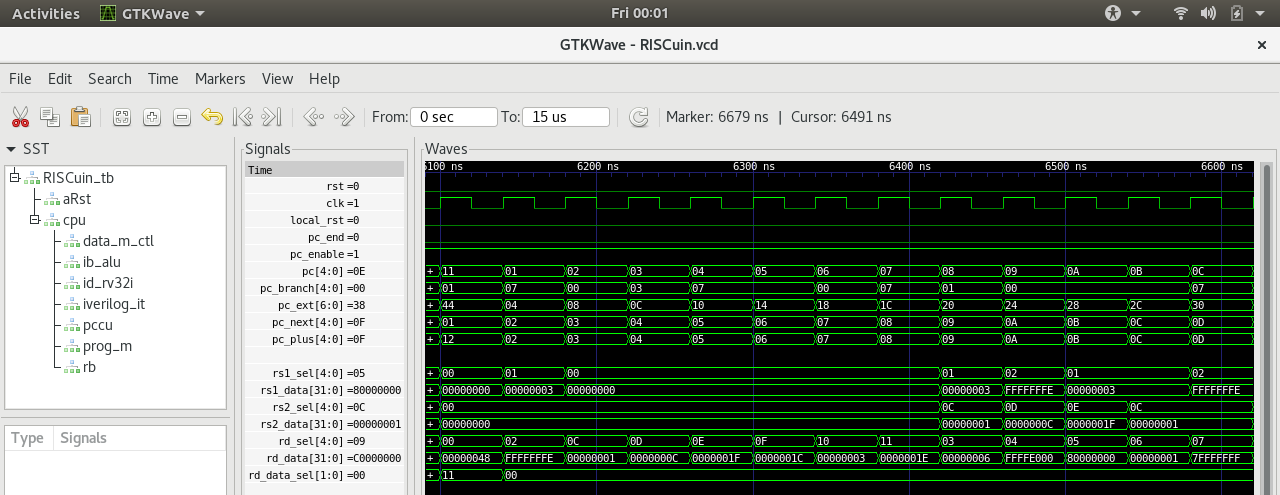 Activities GTKWave Fri 00:01
GTKWave - RISCuin.vcd ×
File Edit Search Time Markers View Help
From: 0 sec To: 15 us Marker: 6679 ns | Cursor: 6491 ns
SST
RISCuin_tb
aRst
cpu
data_m_ctl
ib_alu
id_rv32i
iverilog_it
pccu
prog_m
rb
Type Signals
Signals
Time
rst =0
clk =1
local_rst =0
pc_end =0
pc_enable =1
pc[4:0] =0E
pc_branch[4:0] =00
pc_ext[6:0] =38
pc_next[4:0] =0F
pc_plus[4:0] =0F
rs1_sel[4:0] =05
rs1_data[31:0] =80000000
rs2_sel[4:0] =0C
rs2_data[31:0] =00000001
rd_sel[4:0] =09
rd_data[31:0] =00000000
rd_data_sel[1:0] =00
Waves
6200 ns 6300 ns 6400 ns 6500 ns 6600 ns
+ 11 01 02 03 04 05 06 07 08 09 0A 0B 0C
+ 01 07 00 03 07 00 07 01 00 07
+ 44 04 08 0C 10 14 18 1C 20 24 28 2C 30
+ 01 02 03 04 05 06 07 08 09 0A 0B 0C 0D
+ 12 02 03 04 05 06 07 08 09 0A 0B 0C 0D
+ 00 01 00 01 02 01 02
+ 00000000 00000003 00000000 00000003 FFFFFFFE 00000003 FFFFFFFE
+ 00 0C 0D 0E 0C
+ 00000000 00000001 0000000C 0000001F 00000001
+ 00 02 0C 0D 0E 0F 10 11 03 04 05 06 07
+ 00000048 FFFFFFFE 00000001 0000000C 0000001F 0000001C 00000003 0000001E 00000006 FFFFE000 80000000 00000001 7FFFFFFF
+ 11 00